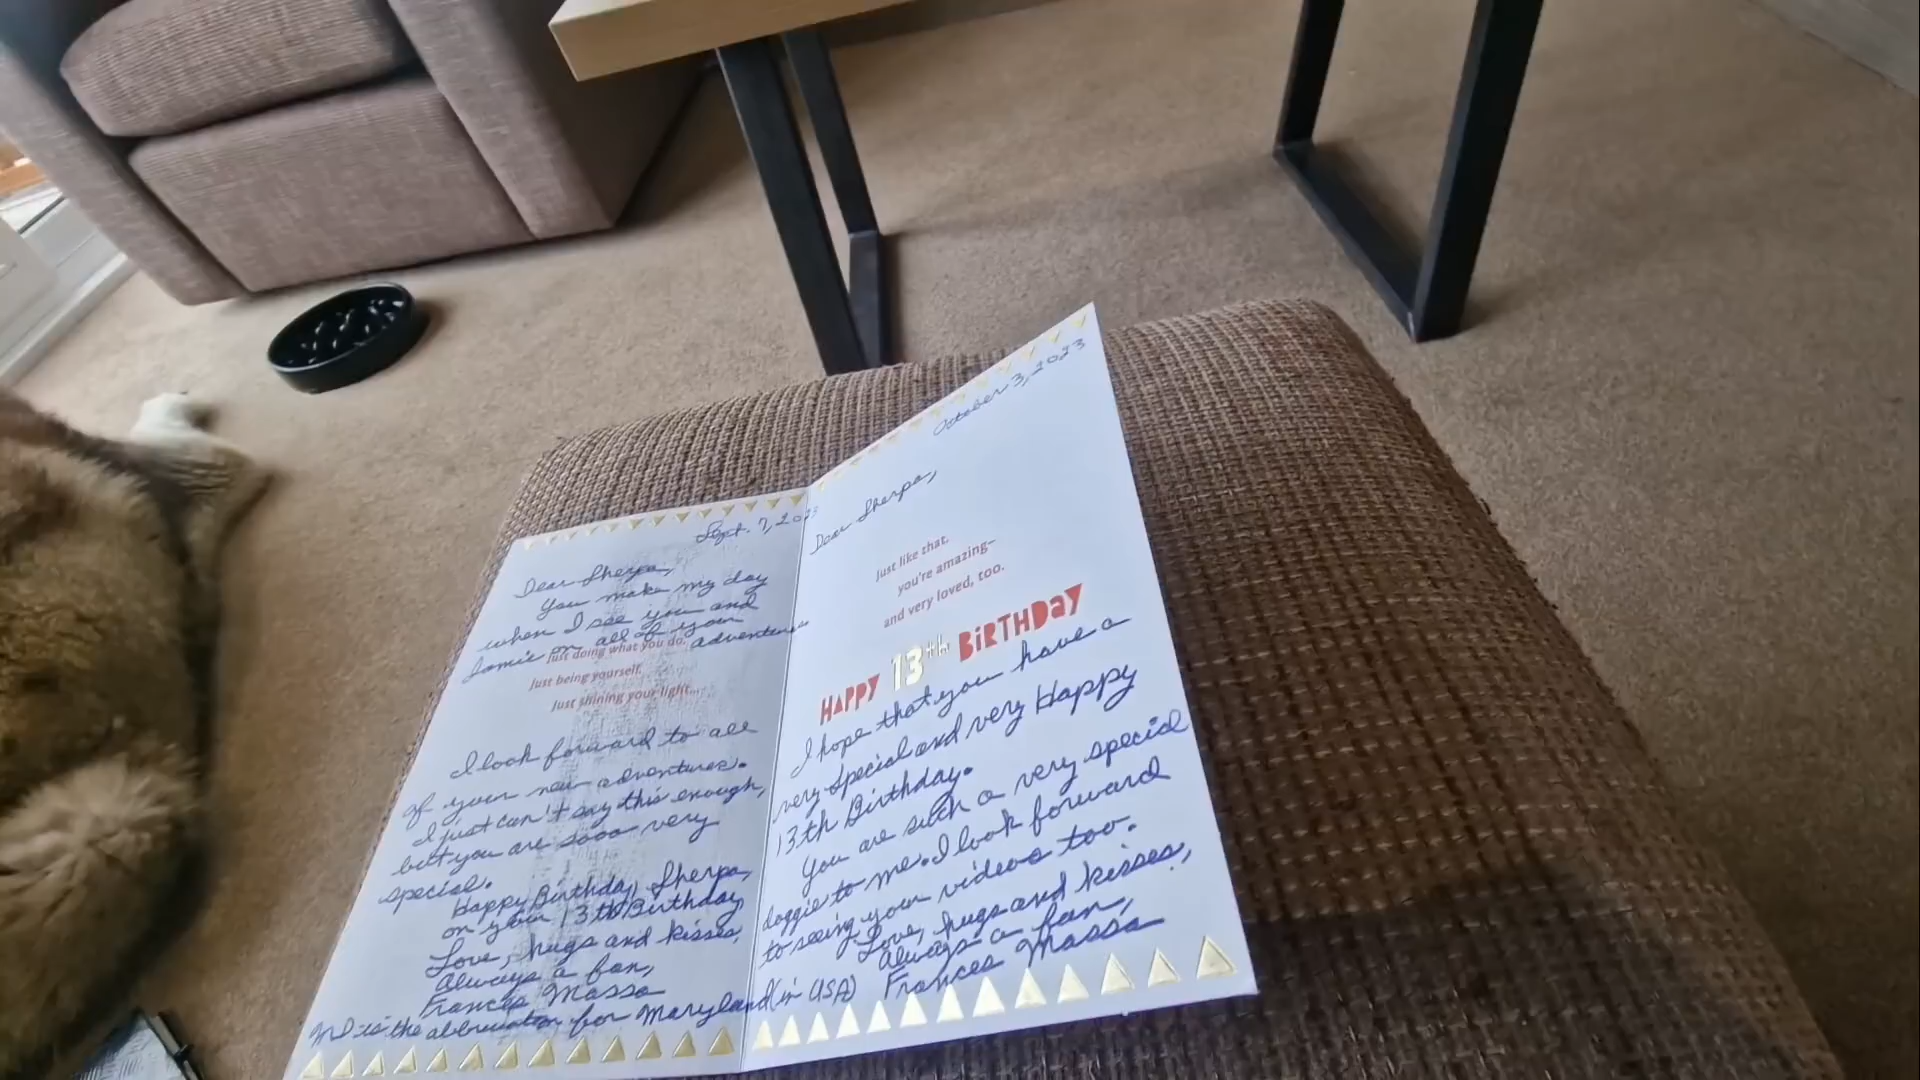 Sept. 7, 2023
Dear Sherpa,
You make my day
when I see you and
Jamie on all of your
adventures
Just doing what you do,
Just being yourself,
Just shining your light...
I look forward to all
of your new adventures.
I just can't say this enough,
but you are sooo very
special.
Happy Birthday Sherpa,
on your 13th Birthday
Love, hugs and kisses,
Always a fan,
Frances Massa
MD is the abbreviation for Maryland (in USA)
October 3, 2023
Dear Sherpa,
Just like that,
you're amazing—
and very loved, too.
HAPPY 13th BIRTHDAY
I hope that you have a
very special and very Happy
13th Birthday.
You are such a very special
doggie to me. I look forward
to seeing your videos too.
Love, hugs and kisses,
Always a fan,
Frances Massa